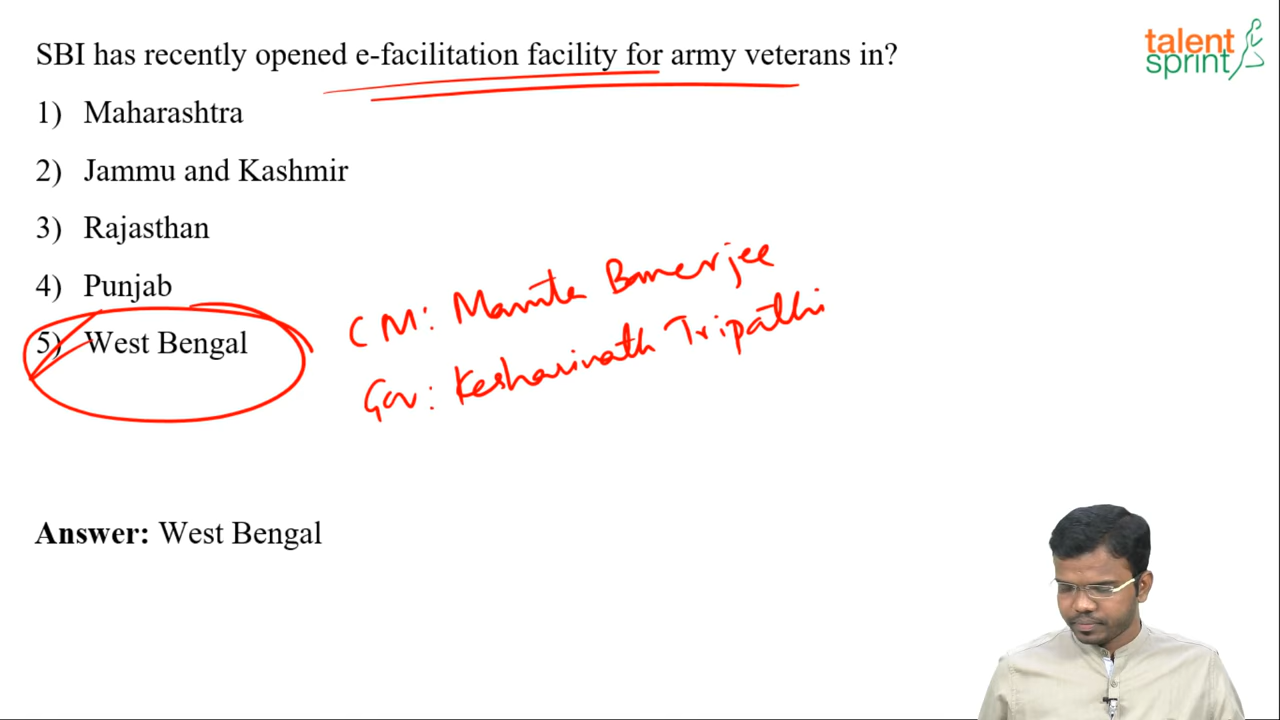 SBI has recently opened e-facilitation facility for army veterans in?
talent
sprint
1) Maharashtra
2) Jammu and Kashmir
3) Rajasthan
4) Punjab
5) West Bengal
CM: Mamta Banerjee
Gov: Kesharinath Tripathi
Answer: West Bengal